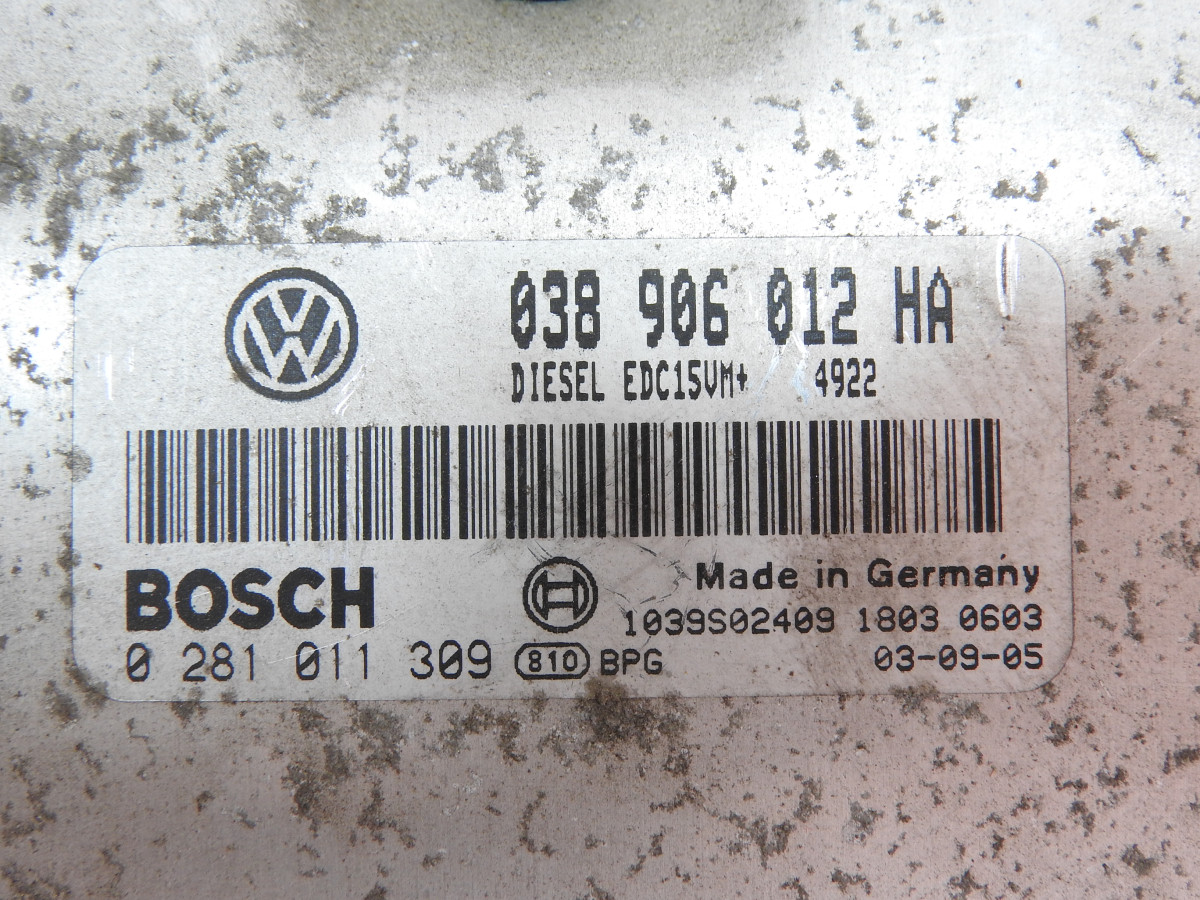 038 906 012 HA
DIESEL EDC15VM+ 4922
BOSCH
Made in Germany
1039S02409 1803 0603
0 281 011 309 810 BPG 03-09-05